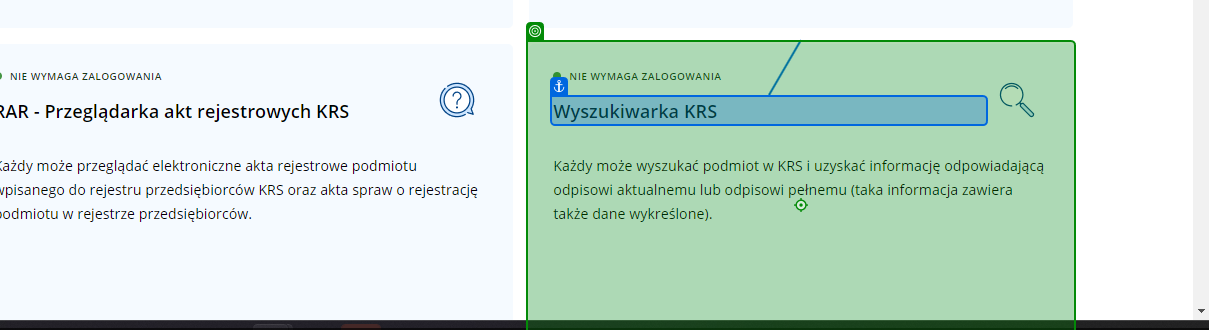 NIE WYMAGA ZALOGOWANIA
RAR - Przeglądarka akt rejestrowych KRS
Każdy może przeglądać elektroniczne akta rejestrowe podmiotu
wpisanego do rejestru przedsiębiorców KRS oraz akta spraw o rejestrację
podmiotu w rejestrze przedsiębiorców.
NIE WYMAGA ZALOGOWANIA
Wyszukiwarka KRS
Każdy może wyszukać podmiot w KRS i uzyskać informację odpowiadającą
odpisowi aktualnemu lub odpisowi pełnemu (taka informacja zawiera
także dane wykreślone).